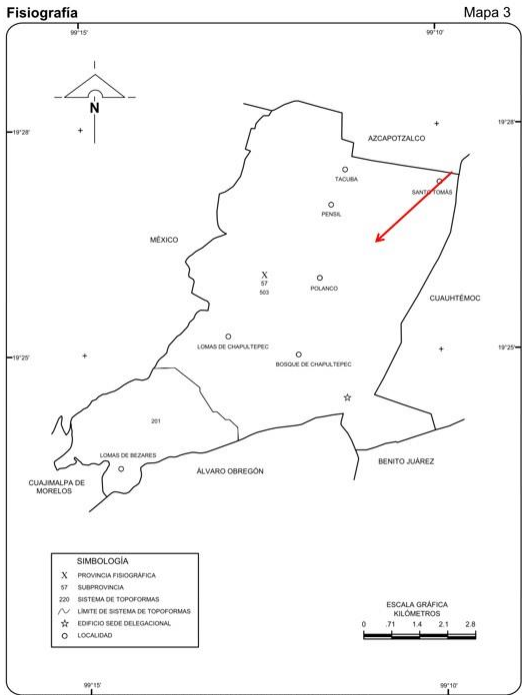 Fisiografía
Mapa 3
99°15'
99°10'
N
19°28'
19°28'
AZCAPOTZALCO
TACUBA
SANTO TOMÁS
PENSIL
MÉXICO
X
57
503
POLANCO
CUAUHTÉMOC
LOMAS DE CHAPULTEPEC
BOSQUE DE CHAPULTEPEC
19°25'
19°25'
201
LOMAS DE BEZARES
CUAJIMALPA DE
MORELOS
ÁLVARO OBREGÓN
BENITO JUÁREZ
SIMBOLOGÍA
X PROVINCIA FISIOGRÁFICA
57 SUBPROVINCIA
220 SISTEMA DE TOPOFORMAS
LÍMITE DE SISTEMA DE TOPOFORMAS
EDIFICIO SEDE DELEGACIONAL
LOCALIDAD
ESCALA GRÁFICA
KILÓMETROS
0 .71 1.4 2.1 2.8
99°15'
99°10'